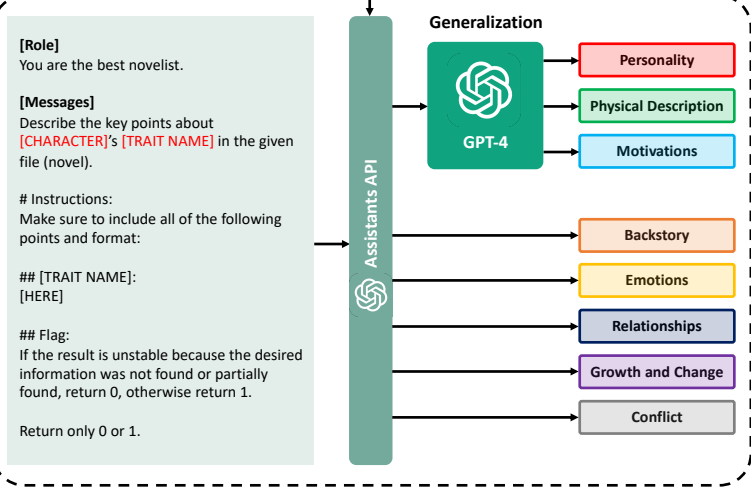 [Role]
You are the best novelist.
[Messages]
Describe the key points about
[CHARACTER]'s [TRAIT NAME] in the given
file (novel).
# Instructions:
Make sure to include all of the following
points and format:
## [TRAIT NAME]:
[HERE]
## Flag:
If the result is unstable because the desired
information was not found or partially
found, return 0, otherwise return 1.
Return only 0 or 1.
Assistants API
Generalization
GPT-4
Personality
Physical Description
Motivations
Backstory
Emotions
Relationships
Growth and Change
Conflict